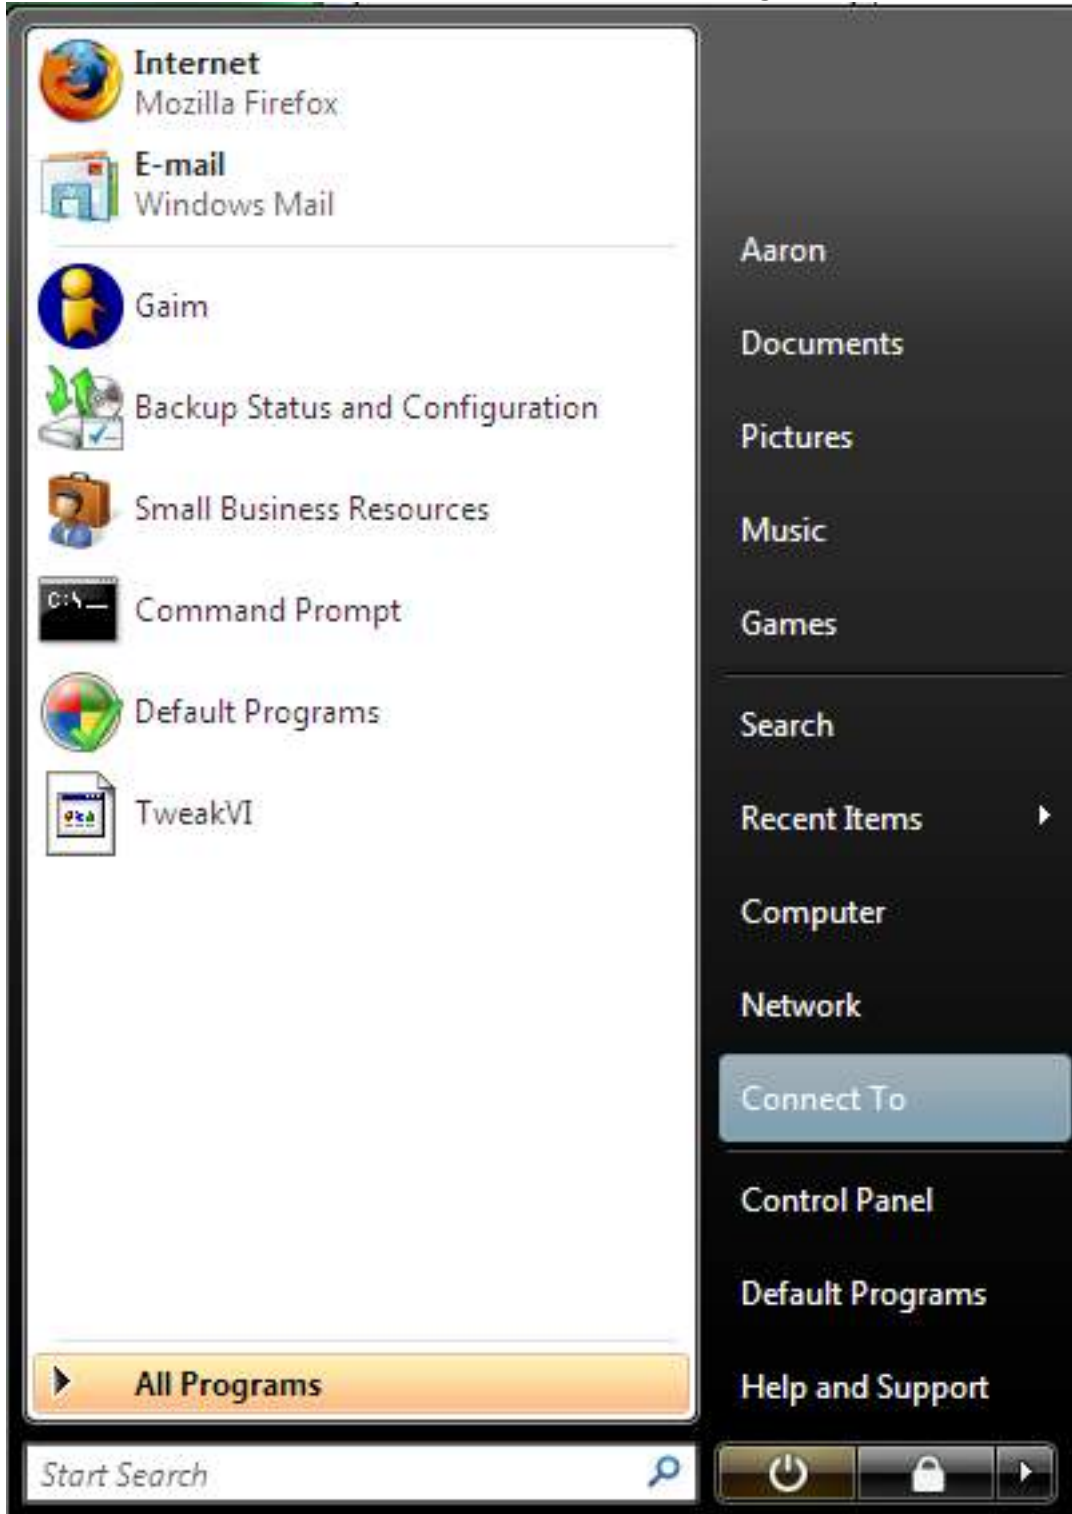 Internet
Mozilla Firefox
E-mail
Windows Mail
Gaim
Backup Status and Configuration
Small Business Resources
C:\_
Command Prompt
Default Programs
TweakVI
All Programs
Start Search
Aaron
Documents
Pictures
Music
Games
Search
Recent Items
Computer
Network
Connect To
Control Panel
Default Programs
Help and Support